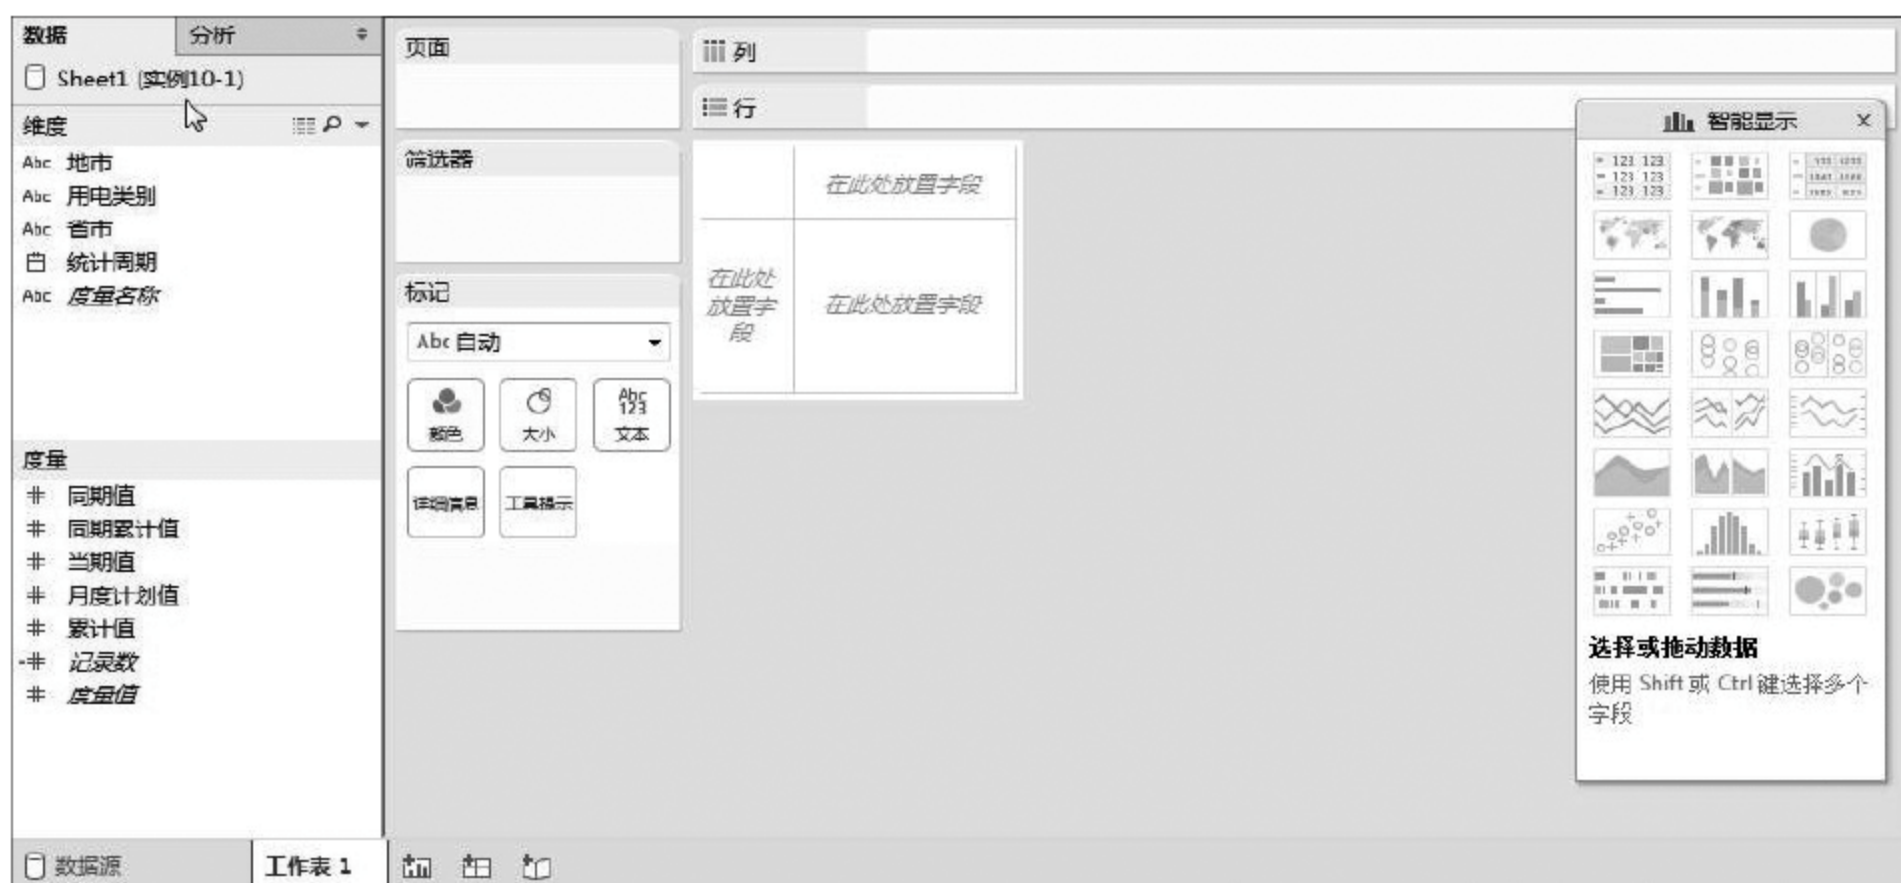 数据
分析
Sheet1 (实例10-1)
维度
Abc 地市
Abc 用电类别
Abc 省市
统计周期
Abc 度量名称
度量
同期值
同期累计值
当期值
月度计划值
累计值
记录数
度量值
数据源
工作表 1
页面
筛选器
标记
Abc 自动
颜色
大小
Abc
123
文本
详细信息
工具提示
列
行
在此处放置字段
在此处
放置字
段
在此处放置字段
智能显示
123 123
123 123
123 123
选择或拖动数据
使用 Shift 或 Ctrl 键选择多个
字段